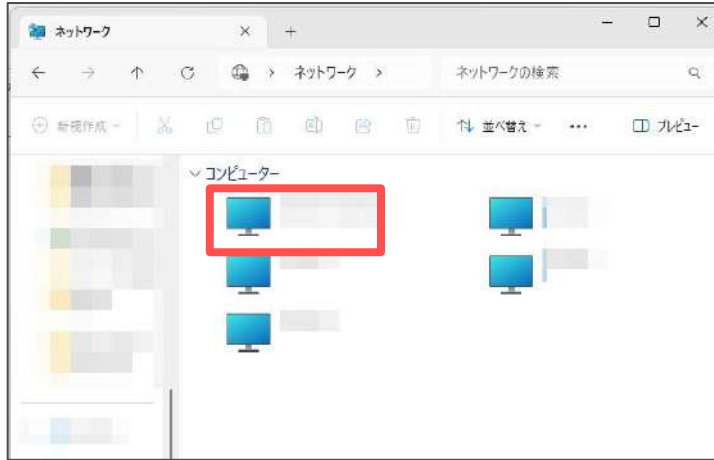 ネットワーク
ネットワーク
ネットワークの検索
新規作成
並べ替え
プレビュー
コンピューター